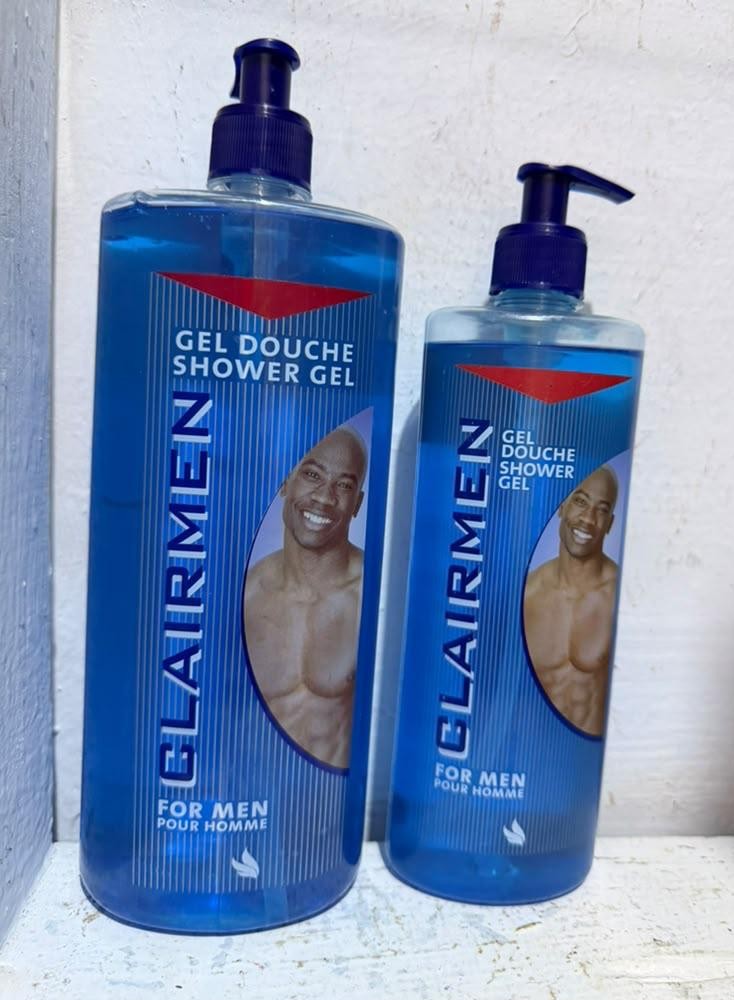 GEL DOUCHE
SHOWER GEL
CLAIRMEN
FOR MEN
POUR HOMME
GEL
DOUCHE
SHOWER
GEL
CLAIRMEN
FOR MEN
POUR HOMME